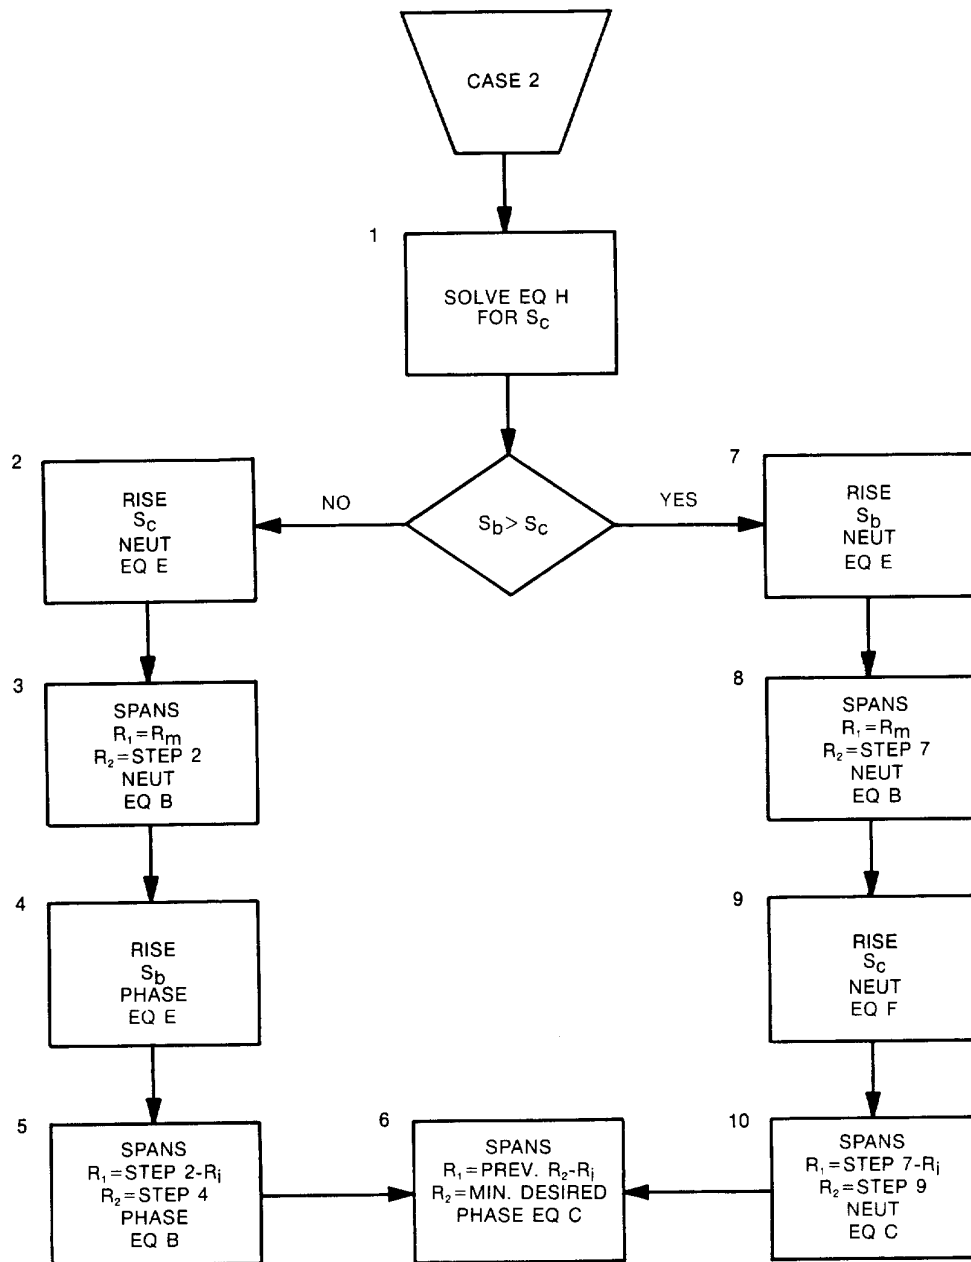 CASE 2
1
SOLVE EQ H
FOR Sc
Sb > Sc
NO
YES
2
RISE
Sc
NEUT
EQ E
3
SPANS
R1=Rm
R2=STEP 2
NEUT
EQ B
4
RISE
Sb
PHASE
EQ E
5
SPANS
R1=STEP 2-Ri
R2=STEP 4
PHASE
EQ B
6
SPANS
R1=PREV. R2-Ri
R2=MIN. DESIRED
PHASE EQ C
7
RISE
Sb
NEUT
EQ E
8
SPANS
R1=Rm
R2=STEP 7
NEUT
EQ B
9
RISE
Sc
NEUT
EQ F
10
SPANS
R1=STEP 7-Ri
R2=STEP 9
NEUT
EQ C